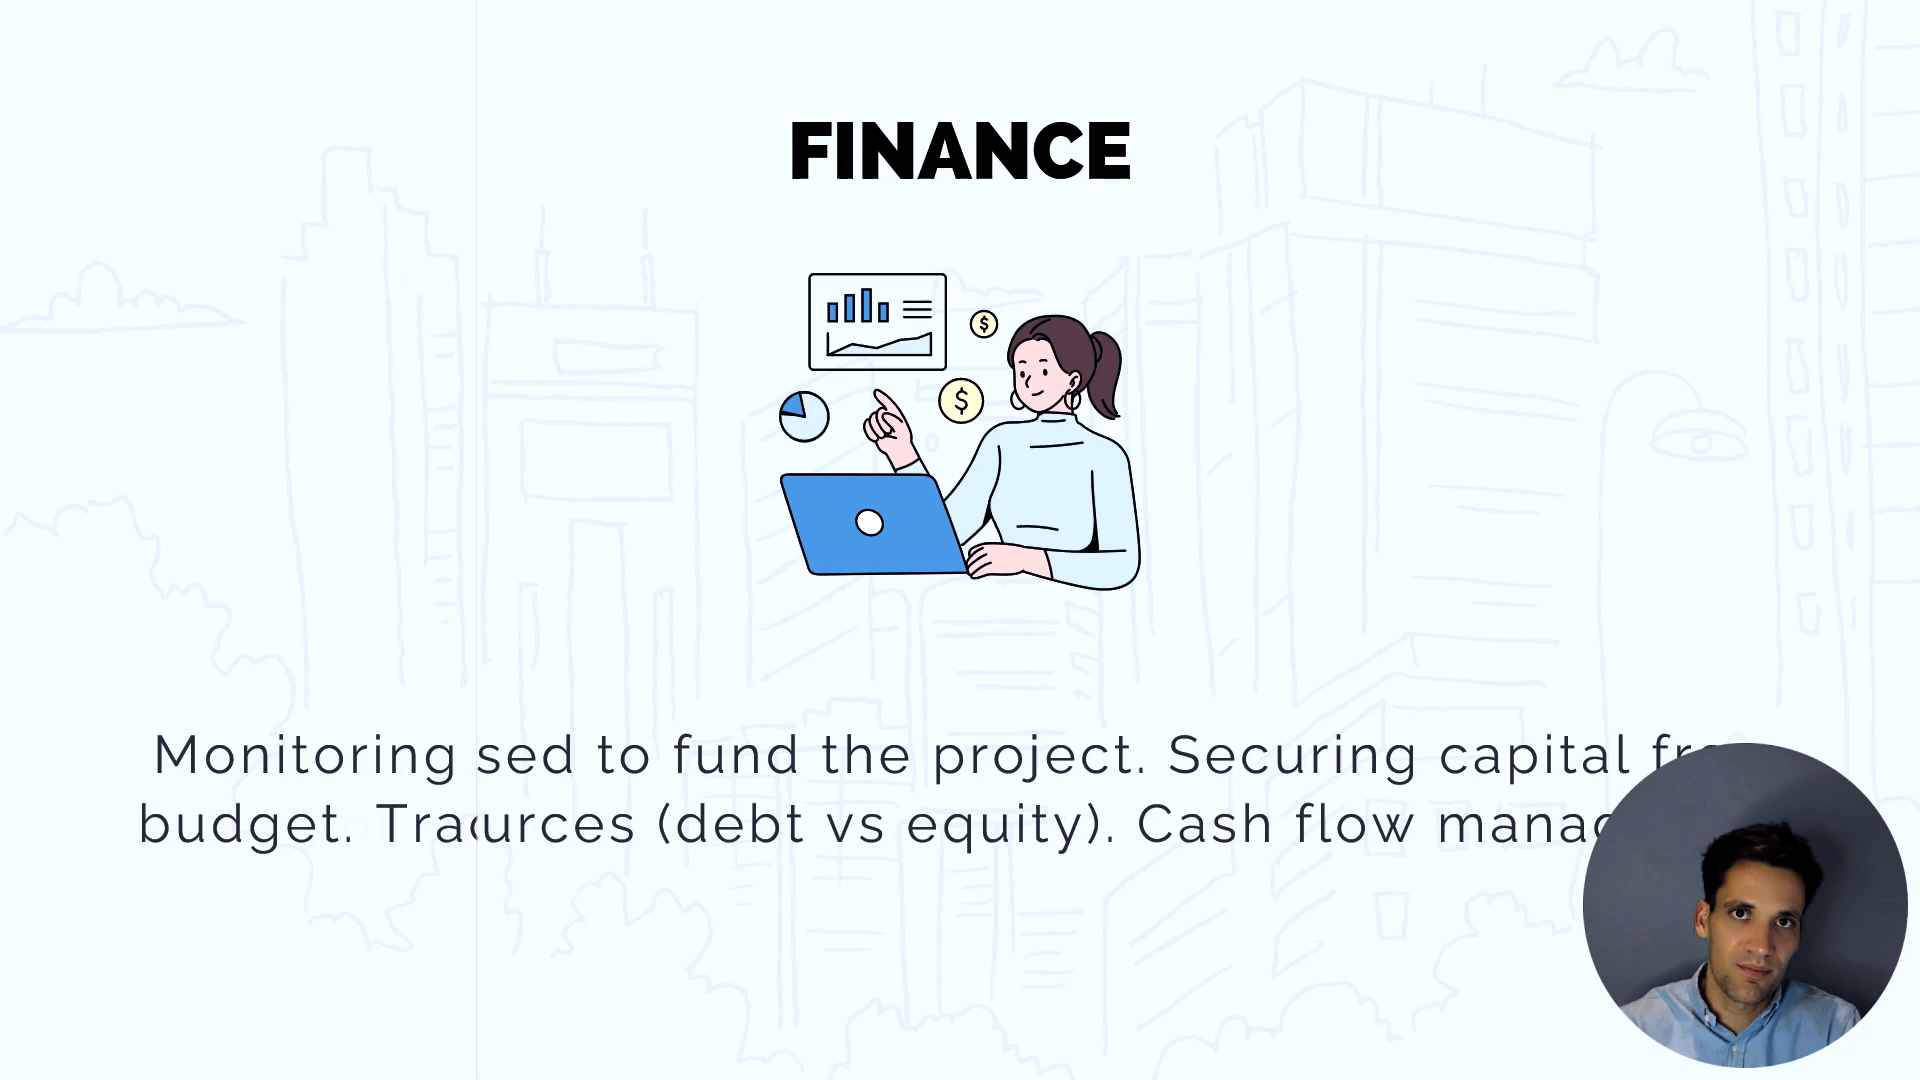 FINANCE
$
$
Monitoring sed to fund the project. Securing capital
budget. urces (debt vs equity). Cash flow